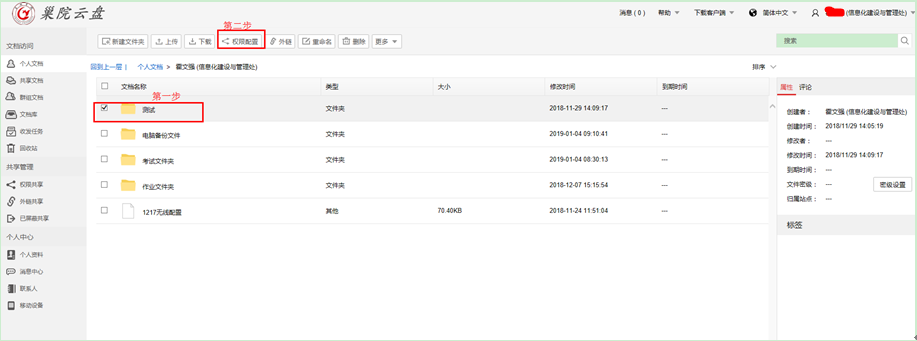 巢院云盘
消息 ( 0 ) 帮助 下载客户端 简体中文 (信息化建设与管理处)
第二步
新建文件夹 上传 下载 权限配置 外链 重命名 删除 更多 搜索
文档访问
个人文档
共享文档
群组文档
文档库
收发任务
回收站
共享管理
权限共享
外链共享
已屏蔽共享
个人中心
个人资料
消息中心
联系人
移动设备
回到上一层 | 个人文档 > 霍文强 (信息化建设与管理处) 排序
文档名称 类型 大小 修改时间 到期时间
第一步
测试 文件夹 2018-11-29 14:09:17 ---
电脑备份文件 文件夹 2019-01-04 09:10:41 ---
考试文件夹 文件夹 2019-01-04 08:30:13 ---
作业文件夹 文件夹 2018-12-07 15:15:54 ---
1217无线配置 其他 70.40KB 2018-11-24 11:51:04 ---
属性 评论
创建者： 霍文强 (信息化建设与管理处)
创建时间： 2018/11/29 14:05:19
修改者： ---
修改时间： 2018/11/29 14:09:17
到期时间： ---
文件密级： --- 密级设置
归属站点： ---
标签